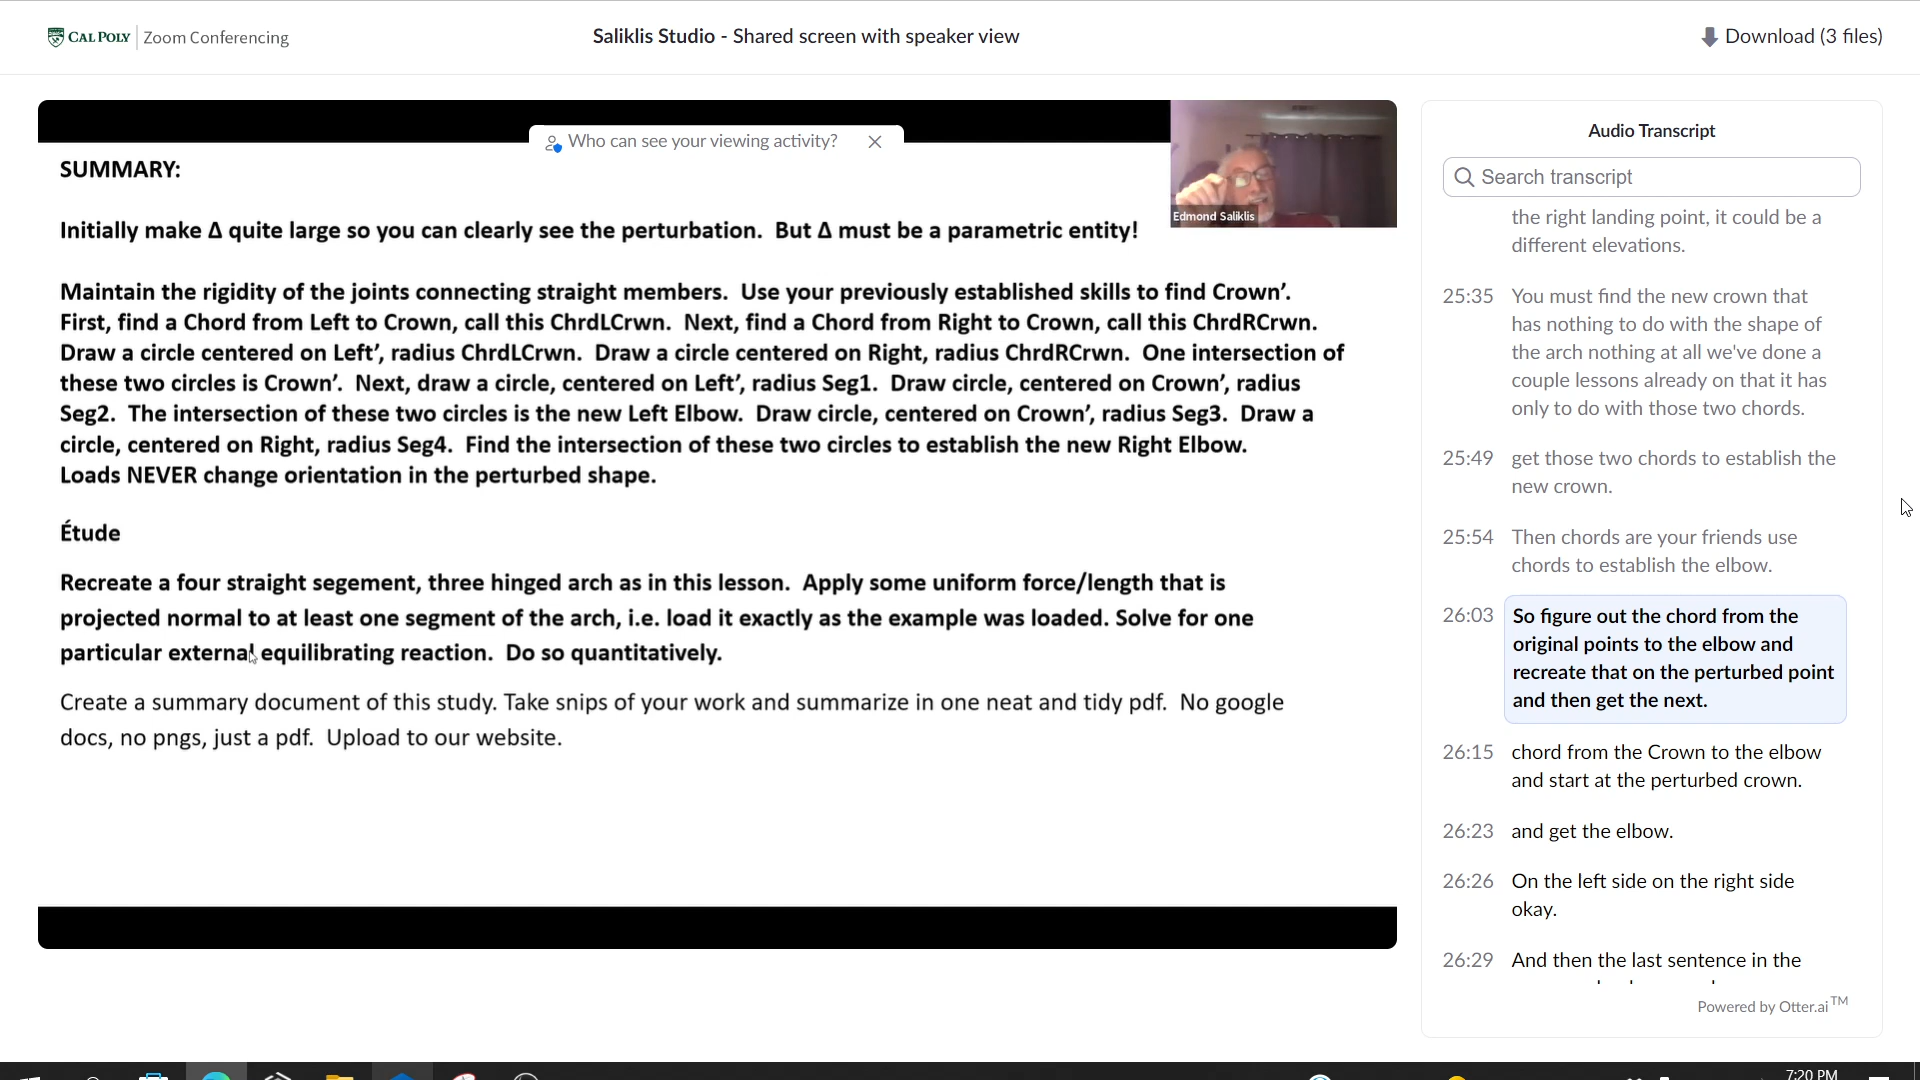 CAL POLY | Zoom Conferencing
Saliklis Studio - Shared screen with speaker view
Download (3 files)
Who can see your viewing activity?
SUMMARY:
Initially make Δ quite large so you can clearly see the perturbation.  But Δ must be a parametric entity!
Maintain the rigidity of the joints connecting straight members.  Use your previously established skills to find Crown’.
First, find a Chord from Left to Crown, call this ChrdLCrwn.  Next, find a Chord from Right to Crown, call this ChrdRCrwn.
Draw a circle centered on Left’, radius ChrdLCrwn.  Draw a circle centered on Right, radius ChrdRCrwn.  One intersection of
these two circles is Crown’.  Next, draw a circle, centered on Left’, radius Seg1.  Draw circle, centered on Crown’, radius
Seg2.  The intersection of these two circles is the new Left Elbow.  Draw circle, centered on Crown’, radius Seg3.  Draw a
circle, centered on Right, radius Seg4.  Find the intersection of these two circles to establish the new Right Elbow.
Loads NEVER change orientation in the perturbed shape.
Étude
Recreate a four straight segement, three hinged arch as in this lesson.  Apply some uniform force/length that is
projected normal to at least one segment of the arch, i.e. load it exactly as the example was loaded. Solve for one
particular external equilibrating reaction.  Do so quantitatively.
Create a summary document of this study. Take snips of your work and summarize in one neat and tidy pdf.  No google
docs, no pngs, just a pdf.  Upload to our website.
Edmond Saliklis
Audio Transcript
Search transcript
the right landing point, it could be a
different elevations.
25:35 You must find the new crown that
has nothing to do with the shape of
the arch nothing at all we've done a
couple lessons already on that it has
only to do with those two chords.
25:49 get those two chords to establish the
new crown.
25:54 Then chords are your friends use
chords to establish the elbow.
26:03 So figure out the chord from the
original points to the elbow and
recreate that on the perturbed point
and then get the next.
26:15 chord from the Crown to the elbow
and start at the perturbed crown.
26:23 and get the elbow.
26:26 On the left side on the right side
okay.
26:29 And then the last sentence in the
Powered by Otter.ai TM
7:20 PM